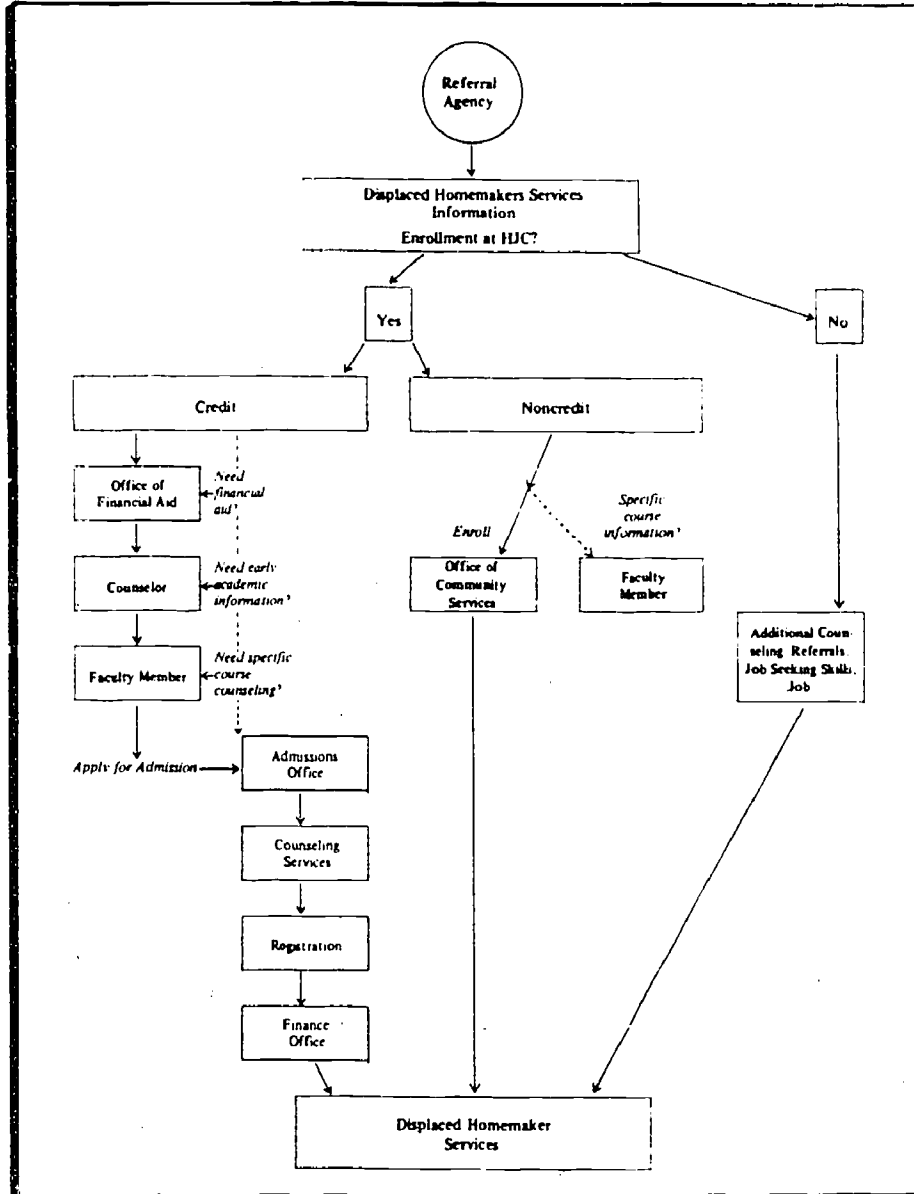 Referral
Agency
Displaced Homemakers Services
Information
Enrollment at HJC?
Yes
No
Credit
Noncredit
Office of
Financial Aid
Need
financial
aid?
Specific
course
information?
Enroll
Counselor
Need early
academic
information?
Office of
Community
Services
Faculty
Member
Faculty Member
Need specific
course
counseling?
Additional Coun-
seling Referrals,
Job Seeking Skills,
Job
Apply for Admission
Admissions
Office
Counseling
Services
Registration
Finance
Office
Displaced Homemaker
Services